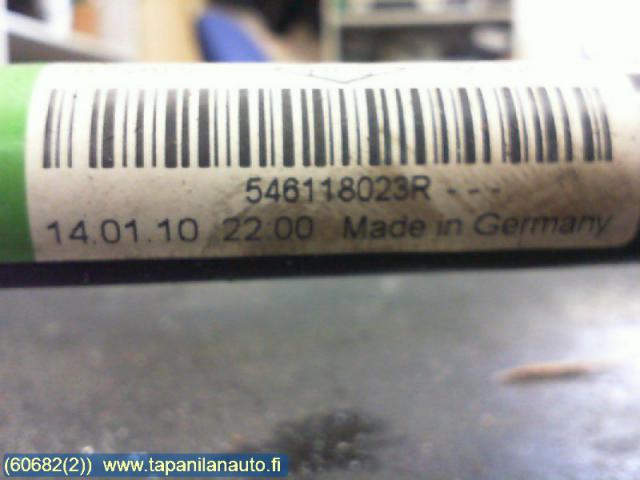 546118023R - - -
14.01.10 22:00 Made in Germany
(60682(2)) www.tapanilanauto.fi